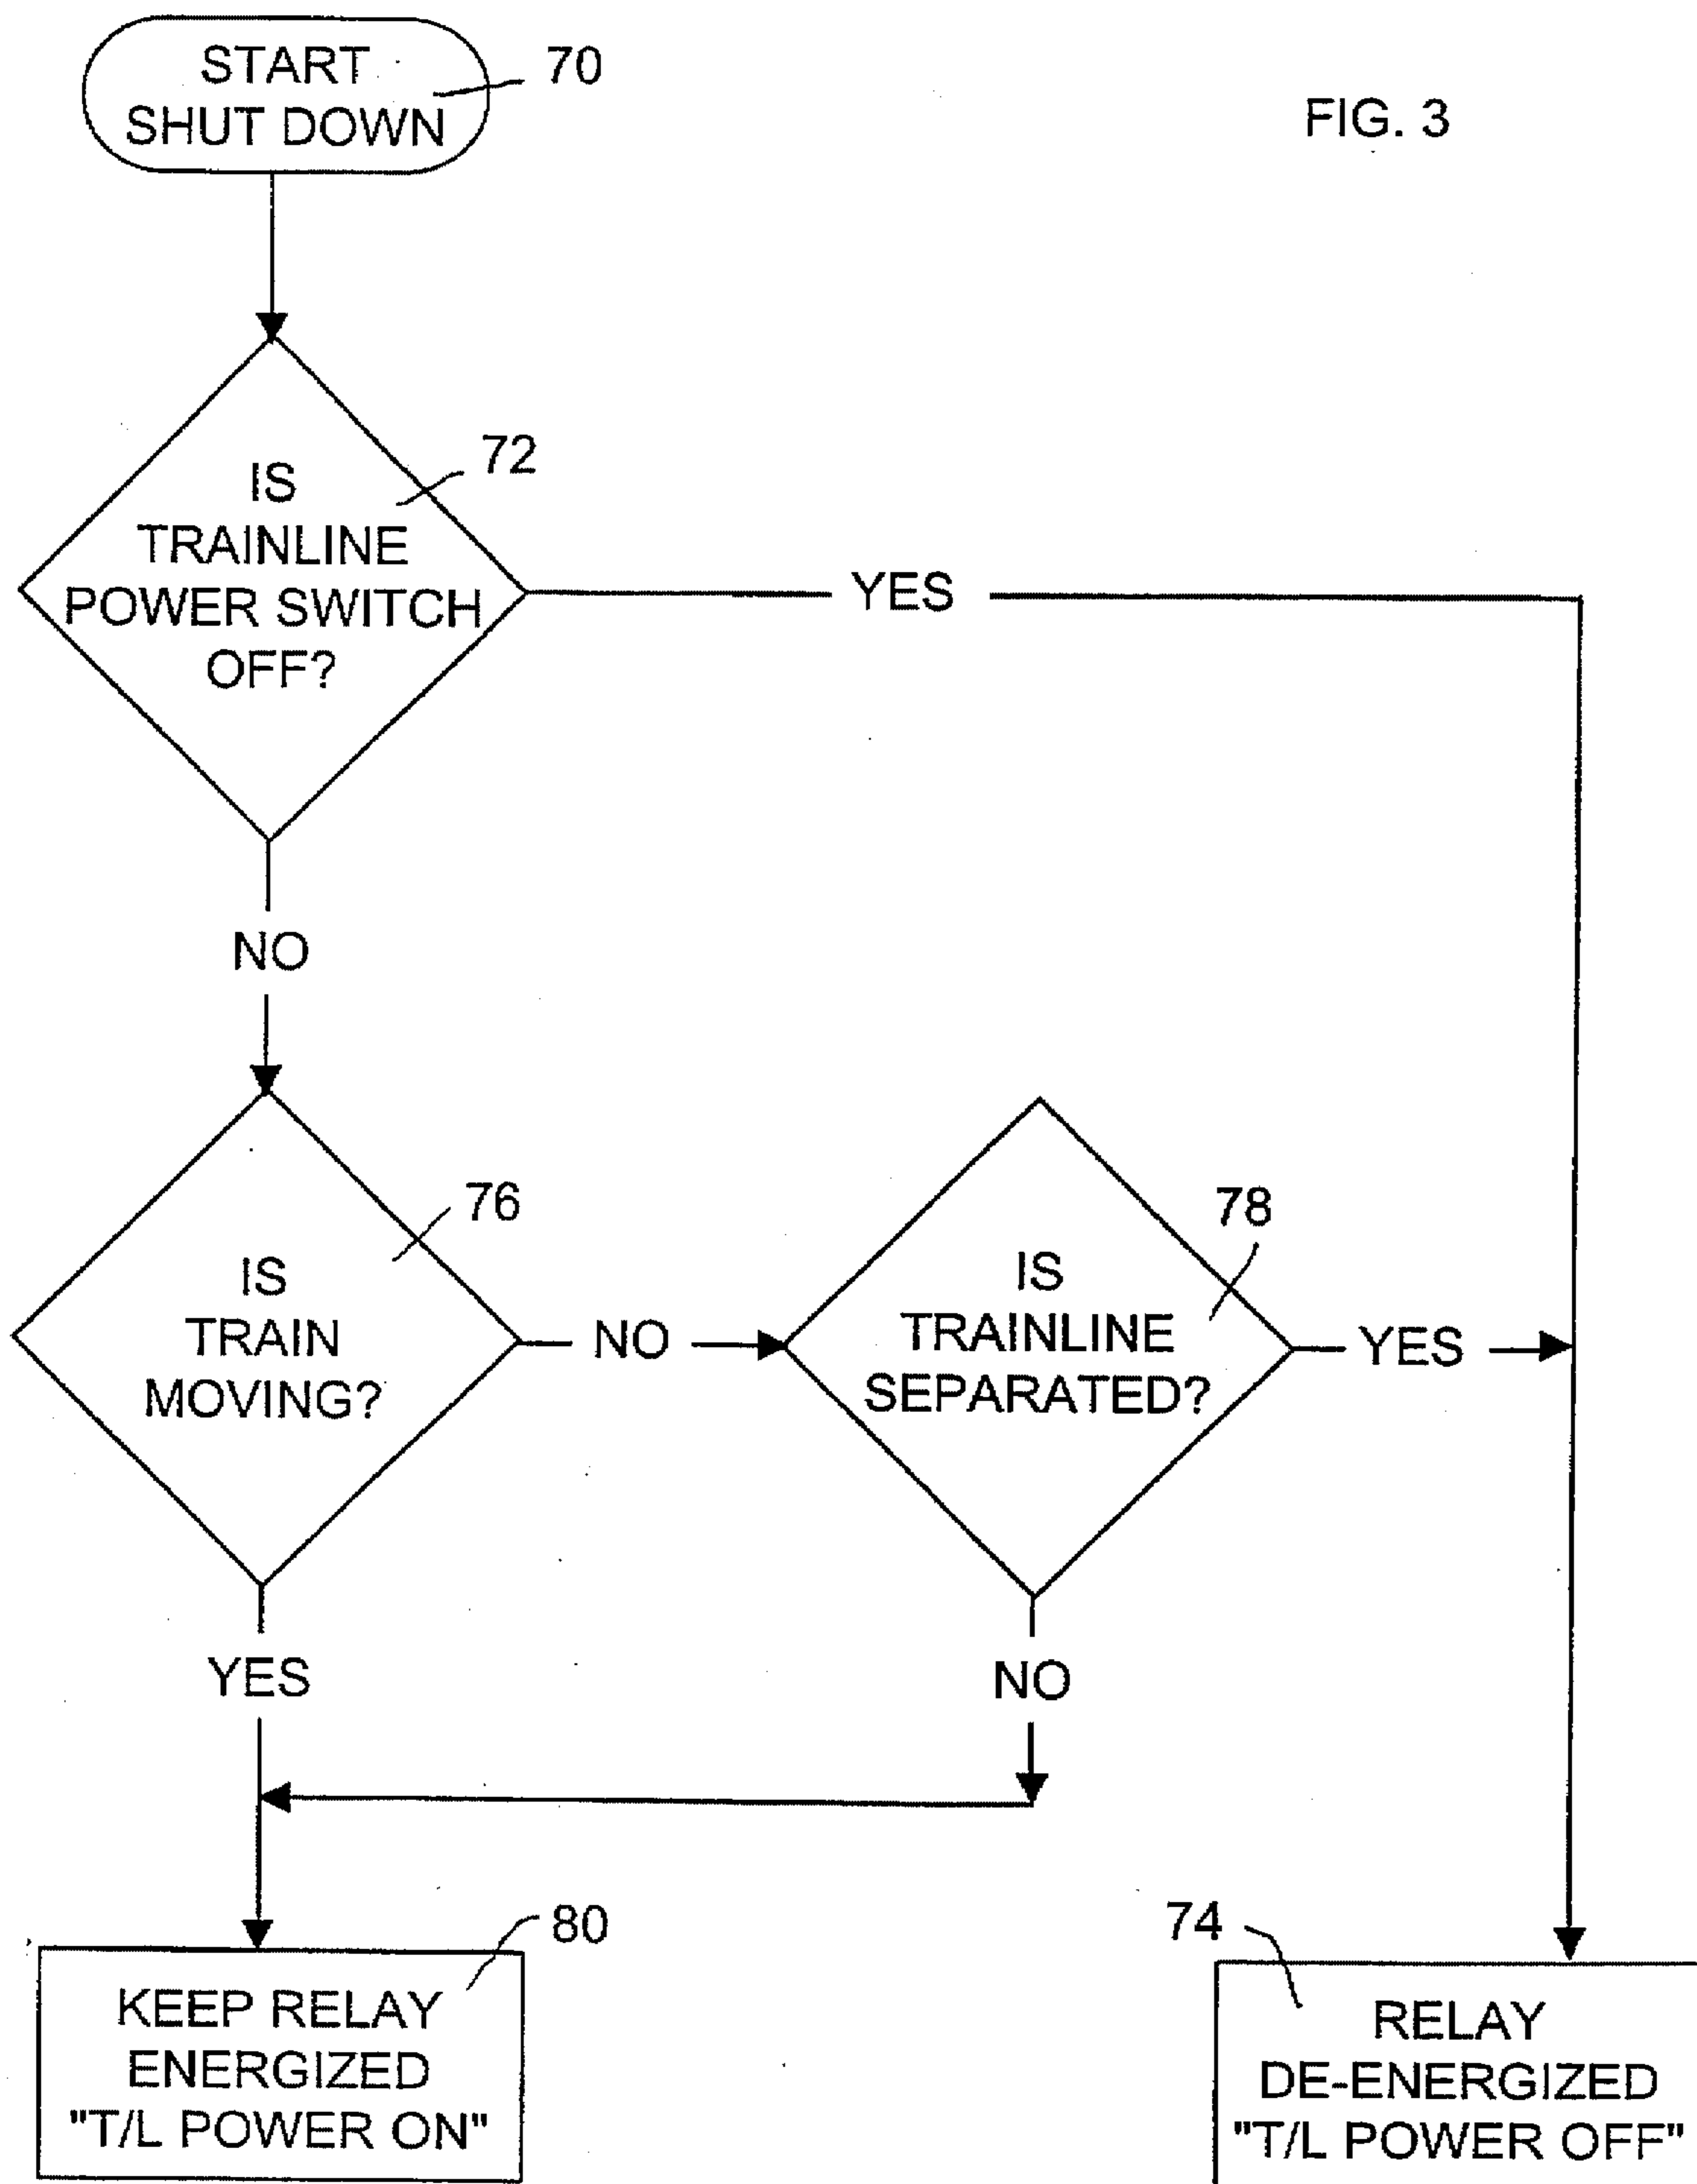 START
SHUT DOWN
70
FIG. 3
72
IS
TRAINLINE
POWER SWITCH
OFF?
YES
NO
76
IS
TRAIN
MOVING?
NO
78
IS
TRAINLINE
SEPARATED?
YES
YES
NO
80
KEEP RELAY
ENERGIZED
"T/L POWER ON"
74
RELAY
DE-ENERGIZED
"T/L POWER OFF"